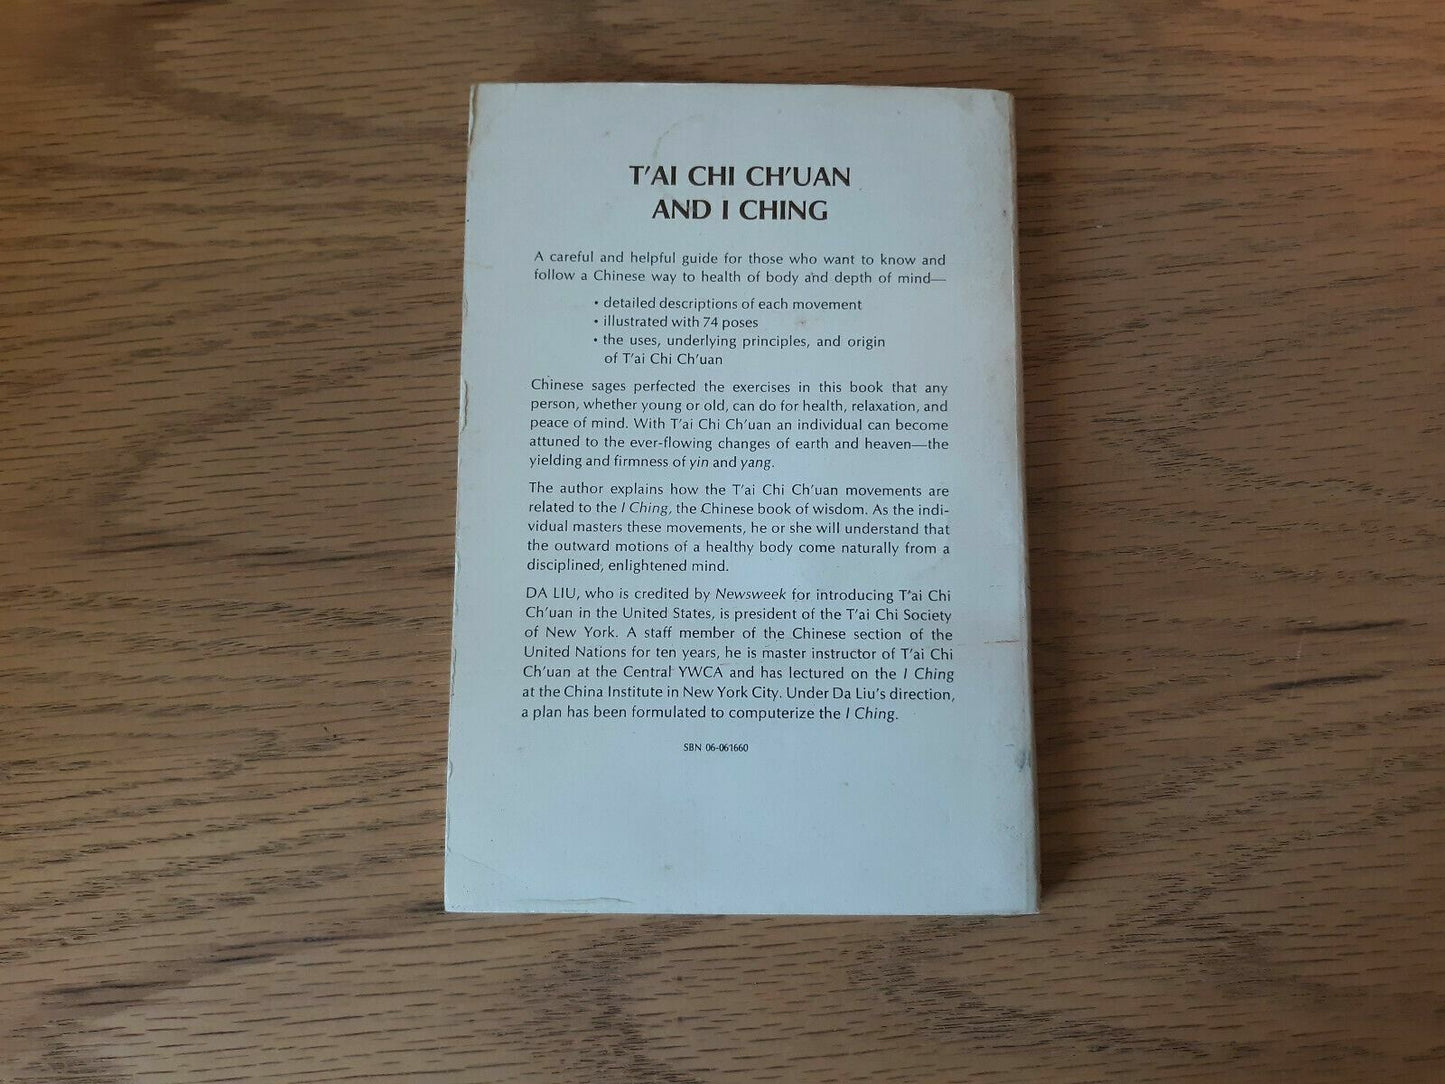 T'AI CHI CH'UAN
AND I CHING
A careful and helpful guide for those who want to know and
follow a Chinese way to health of body and depth of mind—
• detailed descriptions of each movement
• illustrated with 74 poses
• the uses, underlying principles, and origin
of T'ai Chi Ch'uan
Chinese sages perfected the exercises in this book that any
person, whether young or old, can do for health, relaxation, and
peace of mind. With T'ai Chi Ch'uan an individual can become
attuned to the ever-flowing changes of earth and heaven—the
yielding and firmness of yin and yang.
The author explains how the T'ai Chi Ch'uan movements are
related to the I Ching, the Chinese book of wisdom. As the indi-
vidual masters these movements, he or she will understand that
the outward motions of a healthy body come naturally from a
disciplined, enlightened mind.
DA LIU, who is credited by Newsweek for introducing T'ai Chi
Ch'uan in the United States, is president of the T'ai Chi Society
of New York. A staff member of the Chinese section of the
United Nations for ten years, he is master instructor of T'ai Chi
Ch'uan at the Central YWCA and has lectured on the I Ching
at the China Institute in New York City. Under Da Liu's direction,
a plan has been formulated to computerize the I Ching.
SBN 06-061660